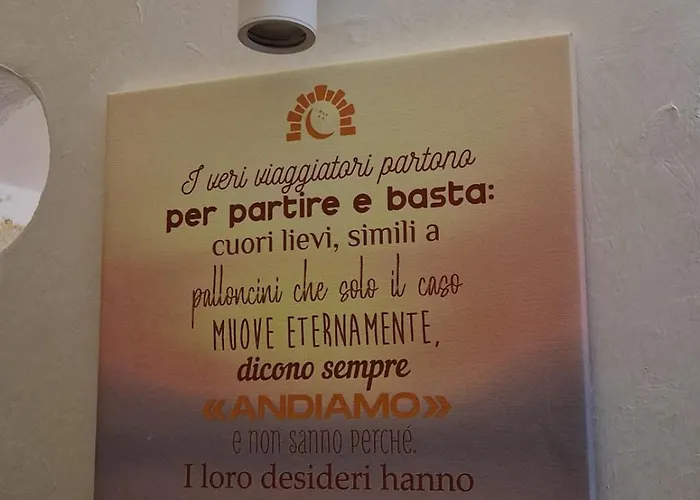 I veri viaggiatori partono
per partire e basta:
cuori lievi, simili a
palloncini che solo il caso
MUOVE ETERNAMENTE,
dicono sempre
«ANDIAMO»
e non sanno perché.
I loro desideri hanno